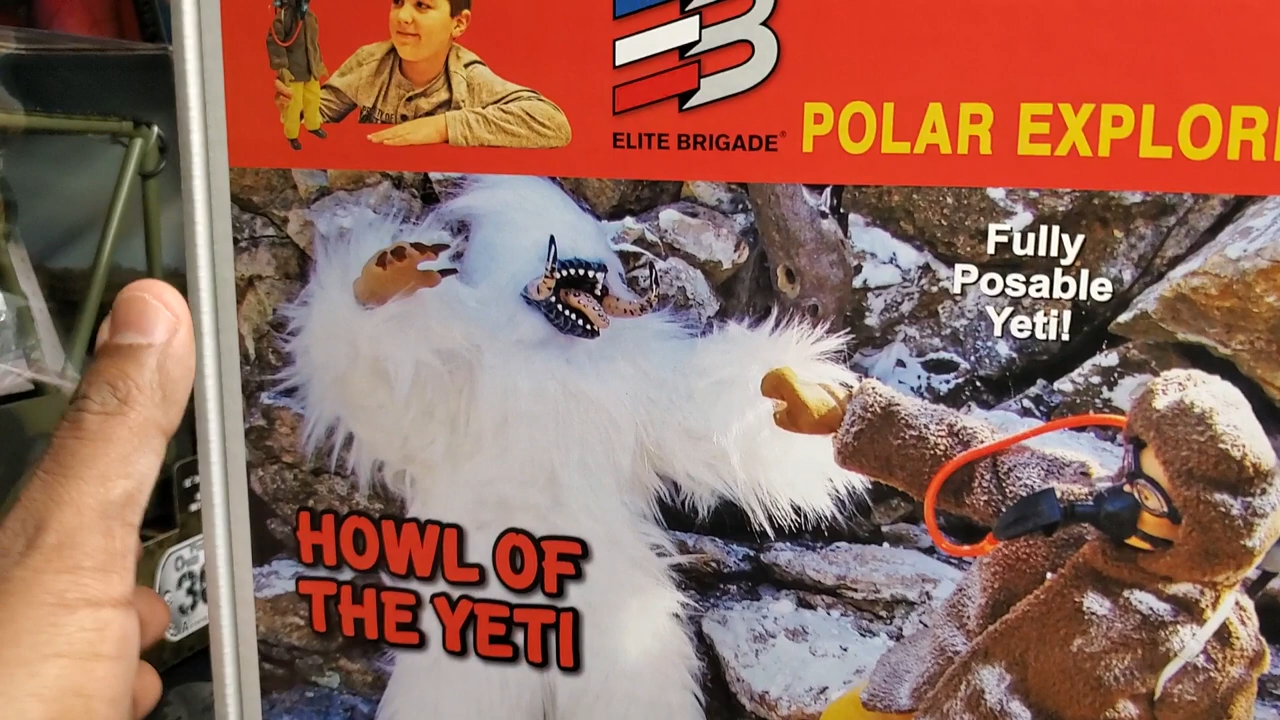 ELITE BRIGADE®
POLAR EXPLOR
Fully
Posable
Yeti!
HOWL OF
THE YETI